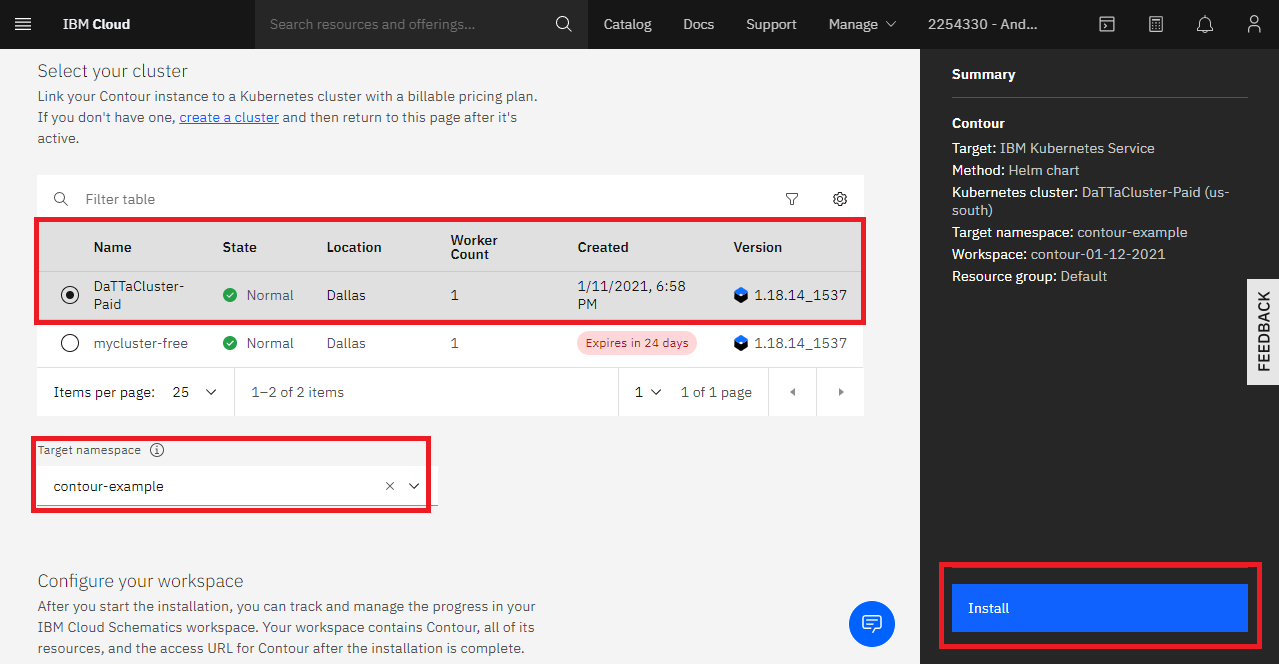 IBM Cloud
Search resources and offerings...
Catalog
Docs
Support
Manage
2254330 - And...
Select your cluster
Link your Contour instance to a Kubernetes cluster with a billable pricing plan.
If you don't have one, create a cluster and then return to this page after it's
active.
Filter table
Name State Location Worker Count Created Version
DaTTaCluster-Paid Normal Dallas 1 1/11/2021, 6:58 PM 1.18.14_1537
mycluster-free Normal Dallas 1 Expires in 24 days 1.18.14_1537
Items per page: 25 1–2 of 2 items 1 1 of 1 page
Target namespace
contour-example
Configure your workspace
After you start the installation, you can track and manage the progress in your
IBM Cloud Schematics workspace. Your workspace contains Contour, all of its
resources, and the access URL for Contour after the installation is complete.
Summary
Contour
Target: IBM Kubernetes Service
Method: Helm chart
Kubernetes cluster: DaTTaCluster-Paid (us-
south)
Target namespace: contour-example
Workspace: contour-01-12-2021
Resource group: Default
Install
FEEDBACK